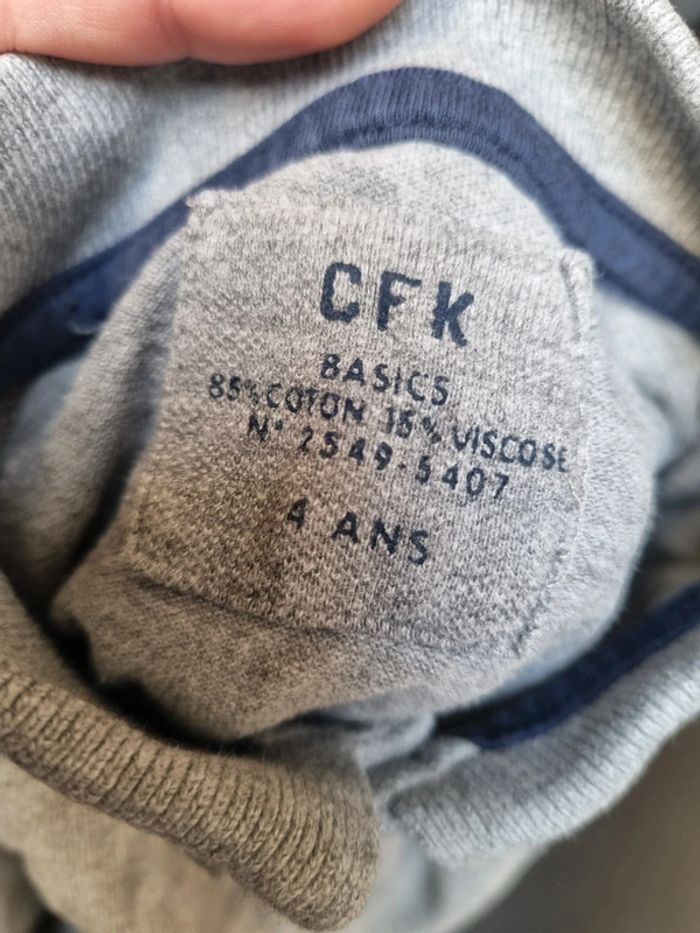 CFK
BASICS
85% COTON 15% VISCOSE
N° 2549-5407
4 ANS